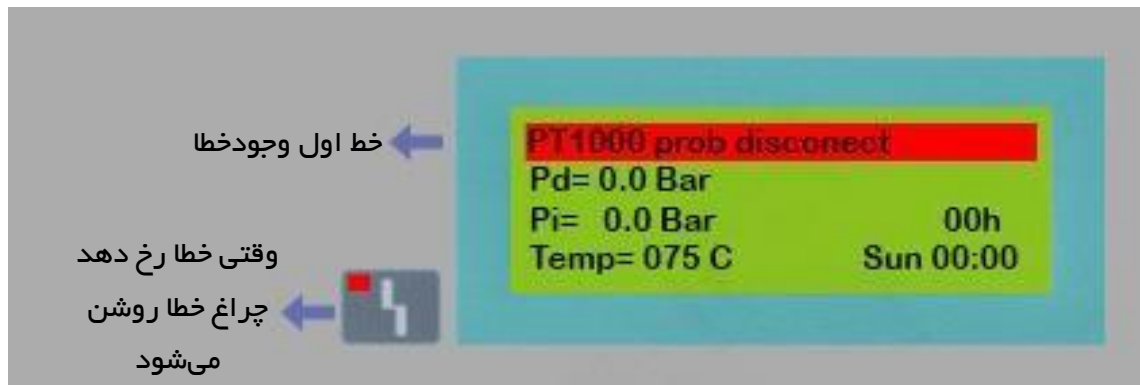 خط اول وجودخطا
PT1000 prob disconect
Pd= 0.0 Bar
Pi= 0.0 Bar 00h
Temp= 075 C Sun 00:00
وقتی خطا رخ دهد
چراغ خطا روشن
می‌شود